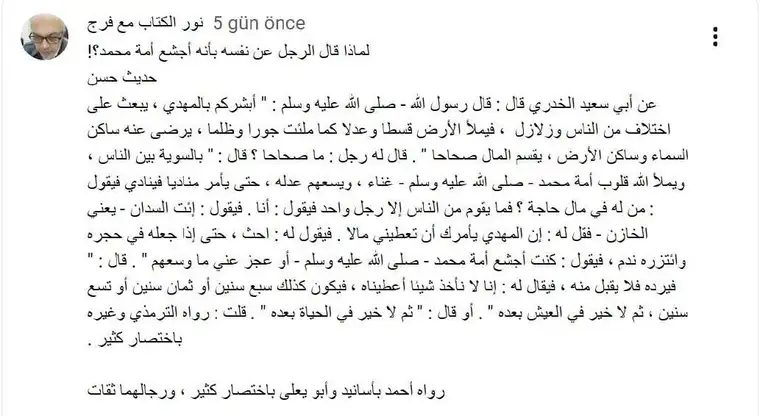 نور الكتاب مع فرج 5 gün önce
لماذا قال الرجل عن نفسه بأنه أجشع أمة محمد؟!
حديث حسن
عن أبي سعيد الخدري قال : قال رسول الله - صلى الله عليه وسلم : " أبشركم بالمهدي ، يبعث على
اختلاف من الناس وزلازل ، فيملأ الأرض قسطا وعدلا كما ملئت جورا وظلما ، يرضى عنه ساكن
السماء وساكن الأرض ، يقسم المال صحاحا " . قال له رجل : ما صحاحا ؟ قال : " بالسوية بين الناس ،
ويملأ الله قلوب أمة محمد - صلى الله عليه وسلم - غناء ، ويسعهم عدله ، حتى يأمر مناديا فينادي فيقول
: من له في مال حاجة ؟ فما يقوم من الناس إلا رجل واحد فيقول : أنا . فيقول : إئت السدان - يعني
الخازن - فقل له : إن المهدي يأمرك أن تعطيني مالا . فيقول له : احث ، حتى إذا جعله في حجره
وائتزره ندم ، فيقول : كنت أجشع أمة محمد - صلى الله عليه وسلم - أو عجز عني ما وسعهم " . قال : "
فيرده فلا يقبل منه ، فيقال له : إنا لا نأخذ شيئا أعطيناه ، فيكون كذلك سبع سنين أو ثمان سنين أو تسع
سنين ، ثم لا خير في العيش بعده " . أو قال : " ثم لا خير في الحياة بعده " . قلت : رواه الترمذي وغيره
باختصار كثير .
رواه أحمد بأسانيد وأبو يعلى باختصار كثير ، ورجالهما ثقات